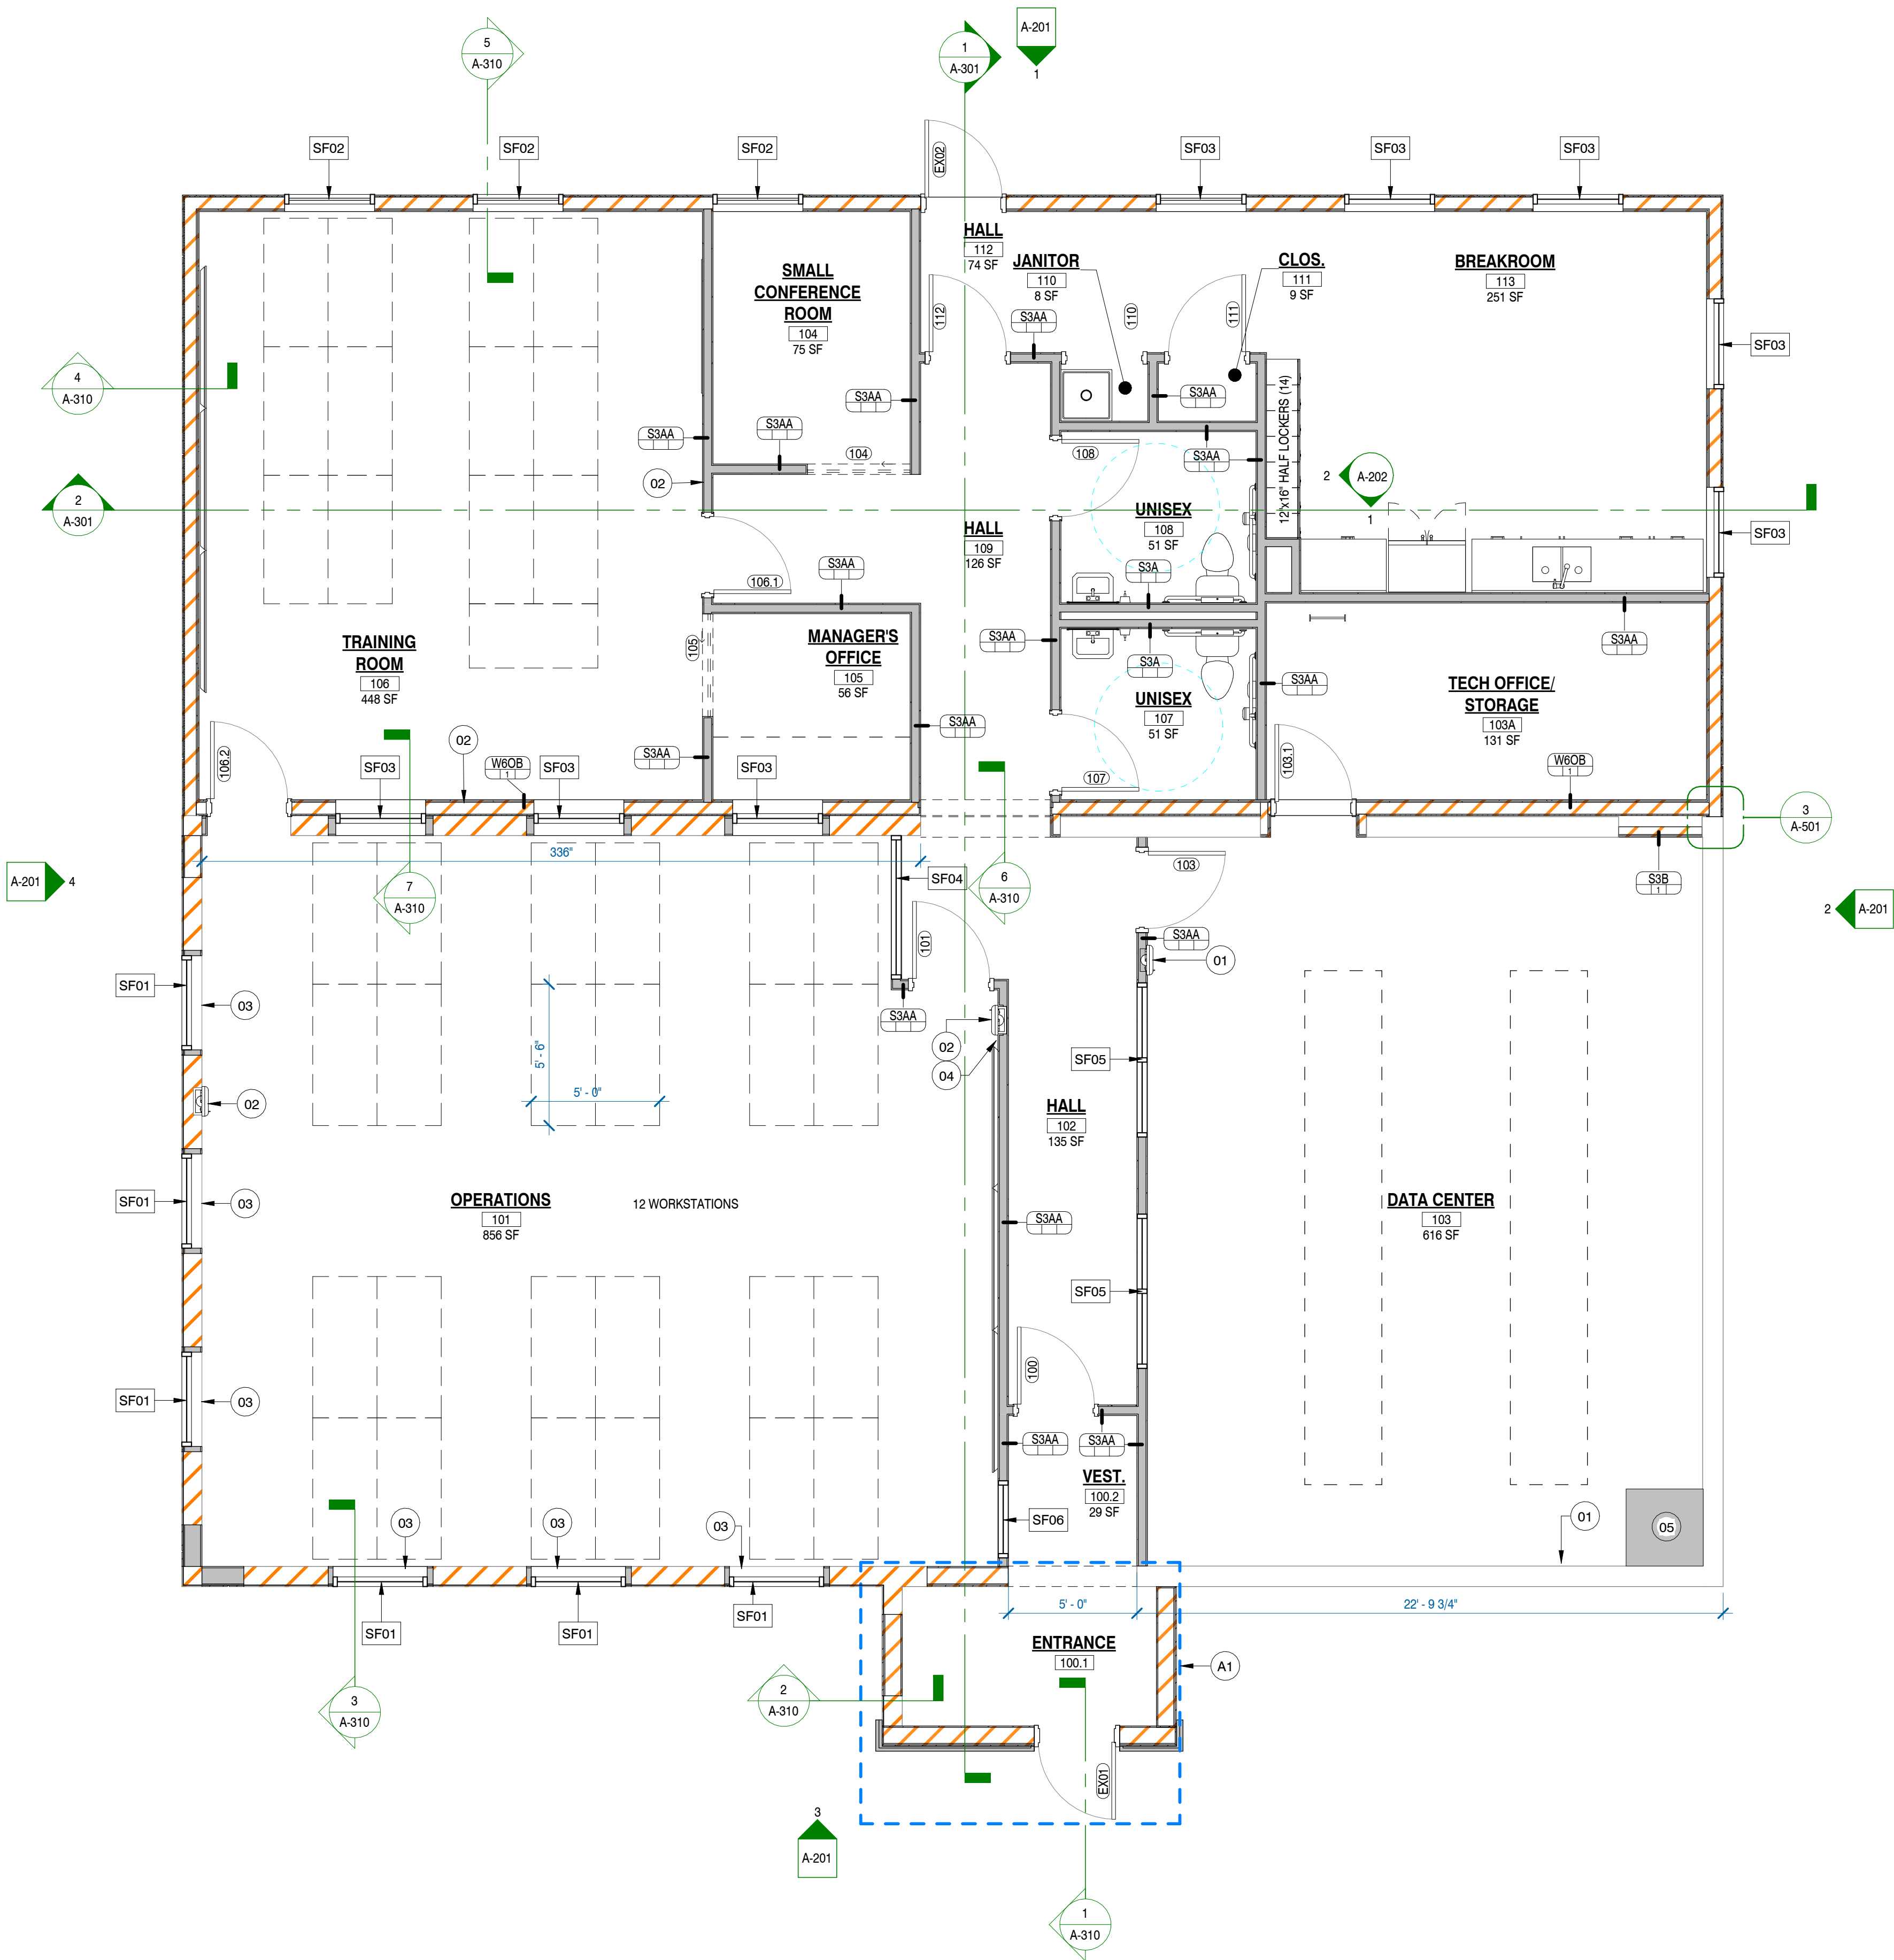 A-201
1
5
A-310
1
A-301
SF02
SF02
SF02
EX02
SF03
SF03
SF03
HALL
112
74 SF
JANITOR
110
8 SF
CLOS.
111
9 SF
BREAKROOM
113
251 SF
SMALL
CONFERENCE
ROOM
104
75 SF
112
S3AA
110
111
SF03
4
A-310
S3AA
S3AA
S3AA
S3AA
104
108
S3AA
12"x16" HALF LOCKERS (14)
02
2
A-202
1
2
A-301
UNISEX
108
51 SF
HALL
109
126 SF
SF03
S3AA
S3A
106.1
TRAINING
ROOM
106
448 SF
105
MANAGER'S
OFFICE
105
56 SF
S3AA
S3A
S3AA
S3AA
UNISEX
107
51 SF
TECH OFFICE/
STORAGE
103A
131 SF
S3AA
106.2
02
S3AA
103.1
SF03
W6OB
1
SF03
SF03
107
W6OB
1
3
A-501
336"
103
A-201
4
7
A-310
SF04
6
A-310
S3B
1
2
A-201
101
S3AA
01
SF01
03
S3AA
02
04
5' - 6"
5' - 0"
SF05
02
HALL
102
135 SF
SF01
03
OPERATIONS
101
856 SF
12 WORKSTATIONS
DATA CENTER
103
616 SF
S3AA
SF05
100
SF01
03
S3AA
S3AA
VEST.
100.2
29 SF
03
03
03
SF06
01
05
SF01
SF01
SF01
5' - 0"
22' - 9 3/4"
ENTRANCE
100.1
A1
2
A-310
3
A-310
EX01
3
A-201
1
A-310